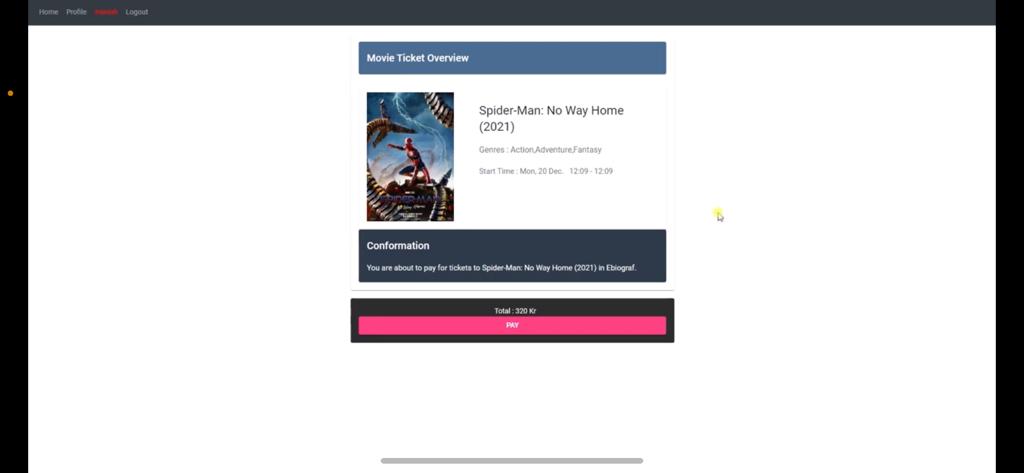 Home Profile Logout
Movie Ticket Overview
Spider-Man: No Way Home
(2021)
Genres : Action,Adventure,Fantasy
Start Time : Mon, 20 Dec. 12:09 - 12:09
SPIDER-MAN
Conformation
You are about to pay for tickets to Spider-Man: No Way Home (2021) in Ebiograf.
Total : 320 Kr
PAY